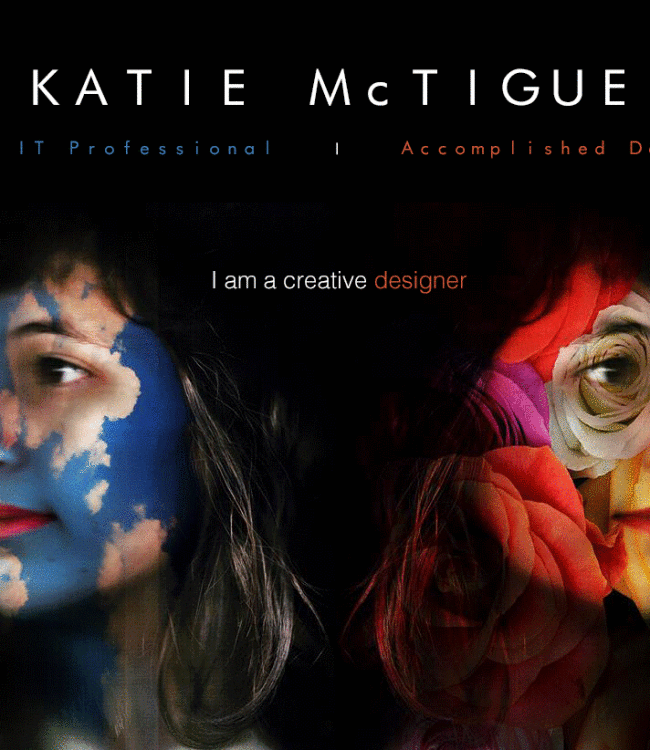 KATIE McTIGUE
IT Professional | Accomplished
I am a creative designer